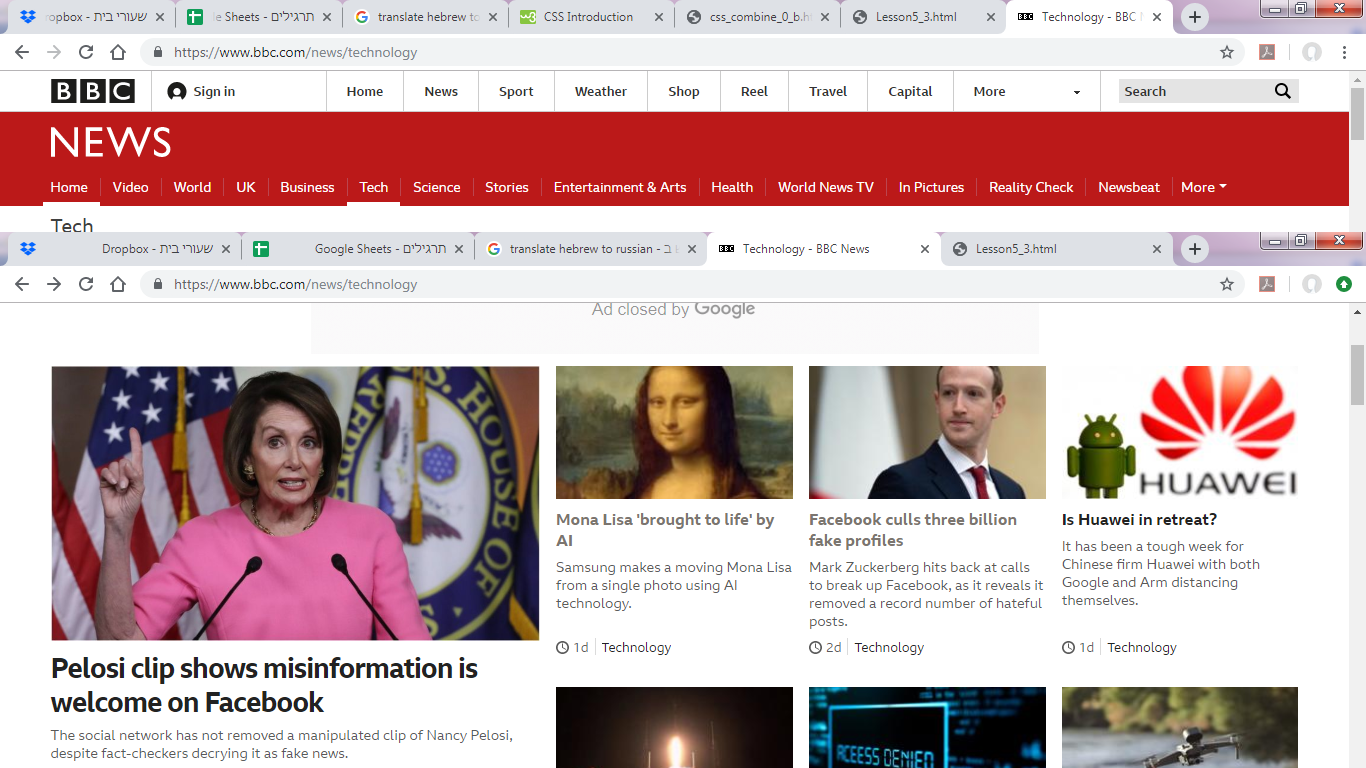 ropbox - שעורי בית
le Sheets - תרגילים
translate hebrew to
CSS Introduction
css_combine_0_b.h
Lesson5_3.html
Technology - BBC
https://www.bbc.com/news/technology
BBC
Sign in
Home
News
Sport
Weather
Shop
Reel
Travel
Capital
More
Search
NEWS
Home
Video
World
UK
Business
Tech
Science
Stories
Entertainment & Arts
Health
World News TV
In Pictures
Reality Check
Newsbeat
More
Tech
Dropbox - שעורי בית
Google Sheets - תרגילים
translate hebrew to russian - ב
BBC
Technology - BBC News
Lesson5_3.html
https://www.bbc.com/news/technology
Ad closed by Google
Pelosi clip shows misinformation is
welcome on Facebook
The social network has not removed a manipulated clip of Nancy Pelosi,
despite fact-checkers decrying it as fake news.
Mona Lisa 'brought to life' by
AI
Samsung makes a moving Mona Lisa
from a single photo using AI
technology.
1d
Technology
Facebook culls three billion
fake profiles
Mark Zuckerberg hits back at calls
to break up Facebook, as it reveals it
removed a record number of hateful
posts.
2d
Technology
HUAWEI
Is Huawei in retreat?
It has been a tough week for
Chinese firm Huawei with both
Google and Arm distancing
themselves.
1d
Technology
ACCESS DENIED